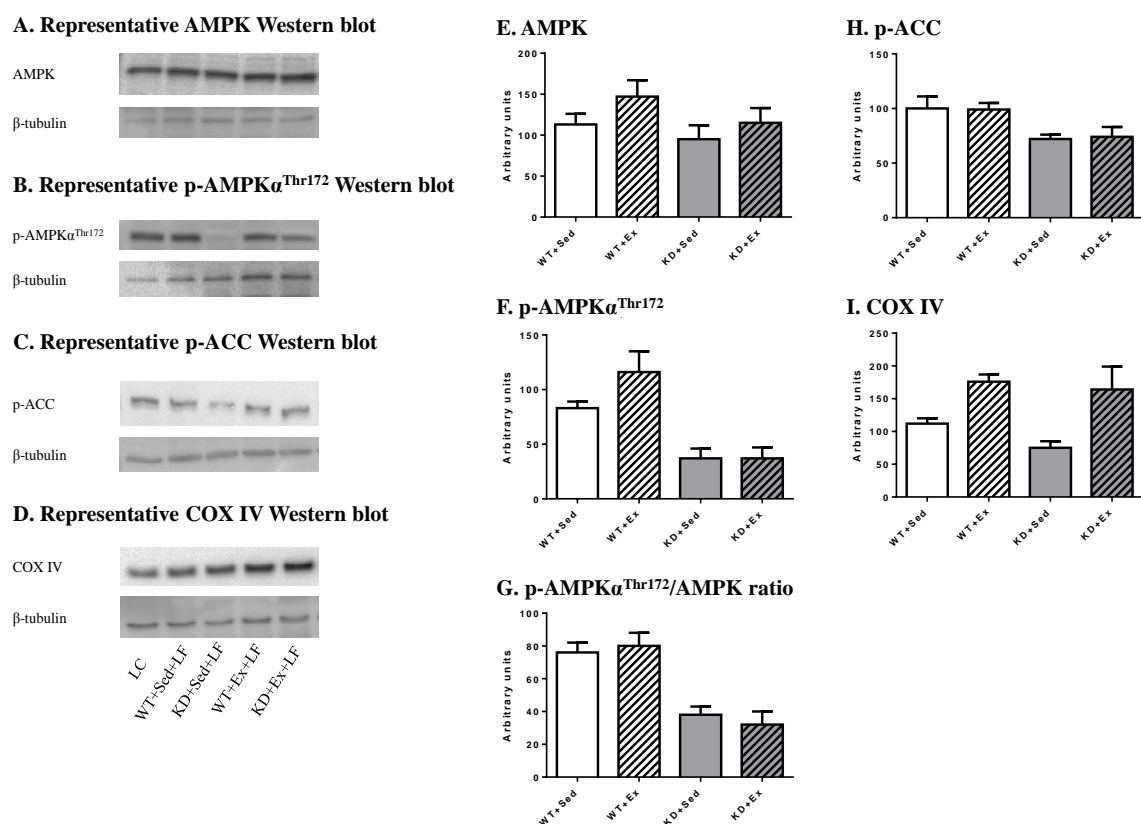 A. Representative AMPK Western blot
AMPK
β-tubulin
B. Representative p-AMPKα^Thr172 Western blot
p-AMPKα^Thr172
β-tubulin
C. Representative p-ACC Western blot
p-ACC
β-tubulin
D. Representative COX IV Western blot
COX IV
β-tubulin
LC
WT+Sed+LF
KD+Sed+LF
WT+Ex+LF
KD+Ex+LF
E. AMPK
Arbitrary units
200
150
100
50
0
WT+Sed
WT+Ex
KD+Sed
KD+Ex
F. p-AMPKα^Thr172
Arbitrary units
150
100
50
0
WT+Sed
WT+Ex
KD+Sed
KD+Ex
G. p-AMPKα^Thr172/AMPK ratio
Arbitrary units
80
60
40
20
0
WT+Sed
WT+Ex
KD+Sed
KD+Ex
H. p-ACC
Arbitrary units
150
100
50
0
WT+Sed
WT+Ex
KD+Sed
KD+Ex
I. COX IV
Arbitrary units
250
200
150
100
50
0
WT+Sed
WT+Ex
KD+Sed
KD+Ex